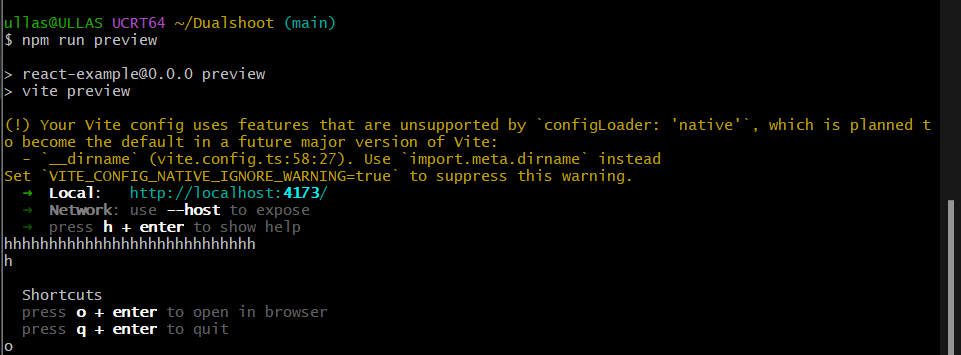 ullas@ULLAS UCRT64 ~/Dualshoot (main)
$ npm run preview
> react-example@0.0.0 preview
> vite preview
(!) Your Vite config uses features that are unsupported by `configLoader: 'native'`, which is planned t
o become the default in a future major version of Vite:
  - `__dirname` (vite.config.ts:58:27). Use `import.meta.dirname` instead
Set `VITE_CONFIG_NATIVE_IGNORE_WARNING=true` to suppress this warning.
  ➜  Local:   http://localhost:4173/
  ➜  Network: use --host to expose
  ➜  press h + enter to show help
hhhhhhhhhhhhhhhhhhhhhhhhhhhh
h
  Shortcuts
  press o + enter to open in browser
  press q + enter to quit
o